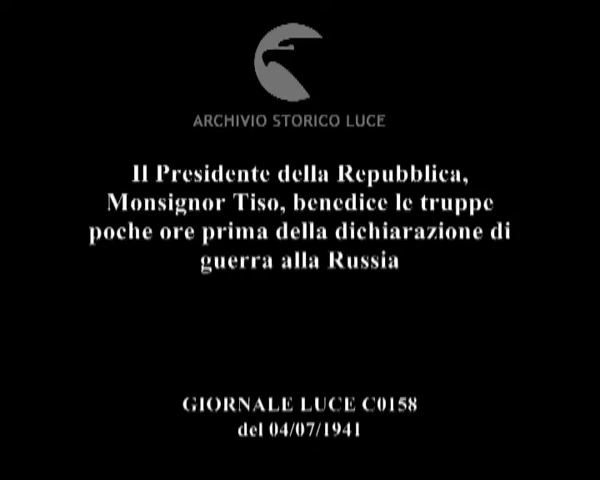 ARCHIVIO STORICO LUCE
Il Presidente della Repubblica,
Monsignor Tiso, benedice le truppe
poche ore prima della dichiarazione di
guerra alla Russia
GIORNALE LUCE C0158
del 04/07/1941